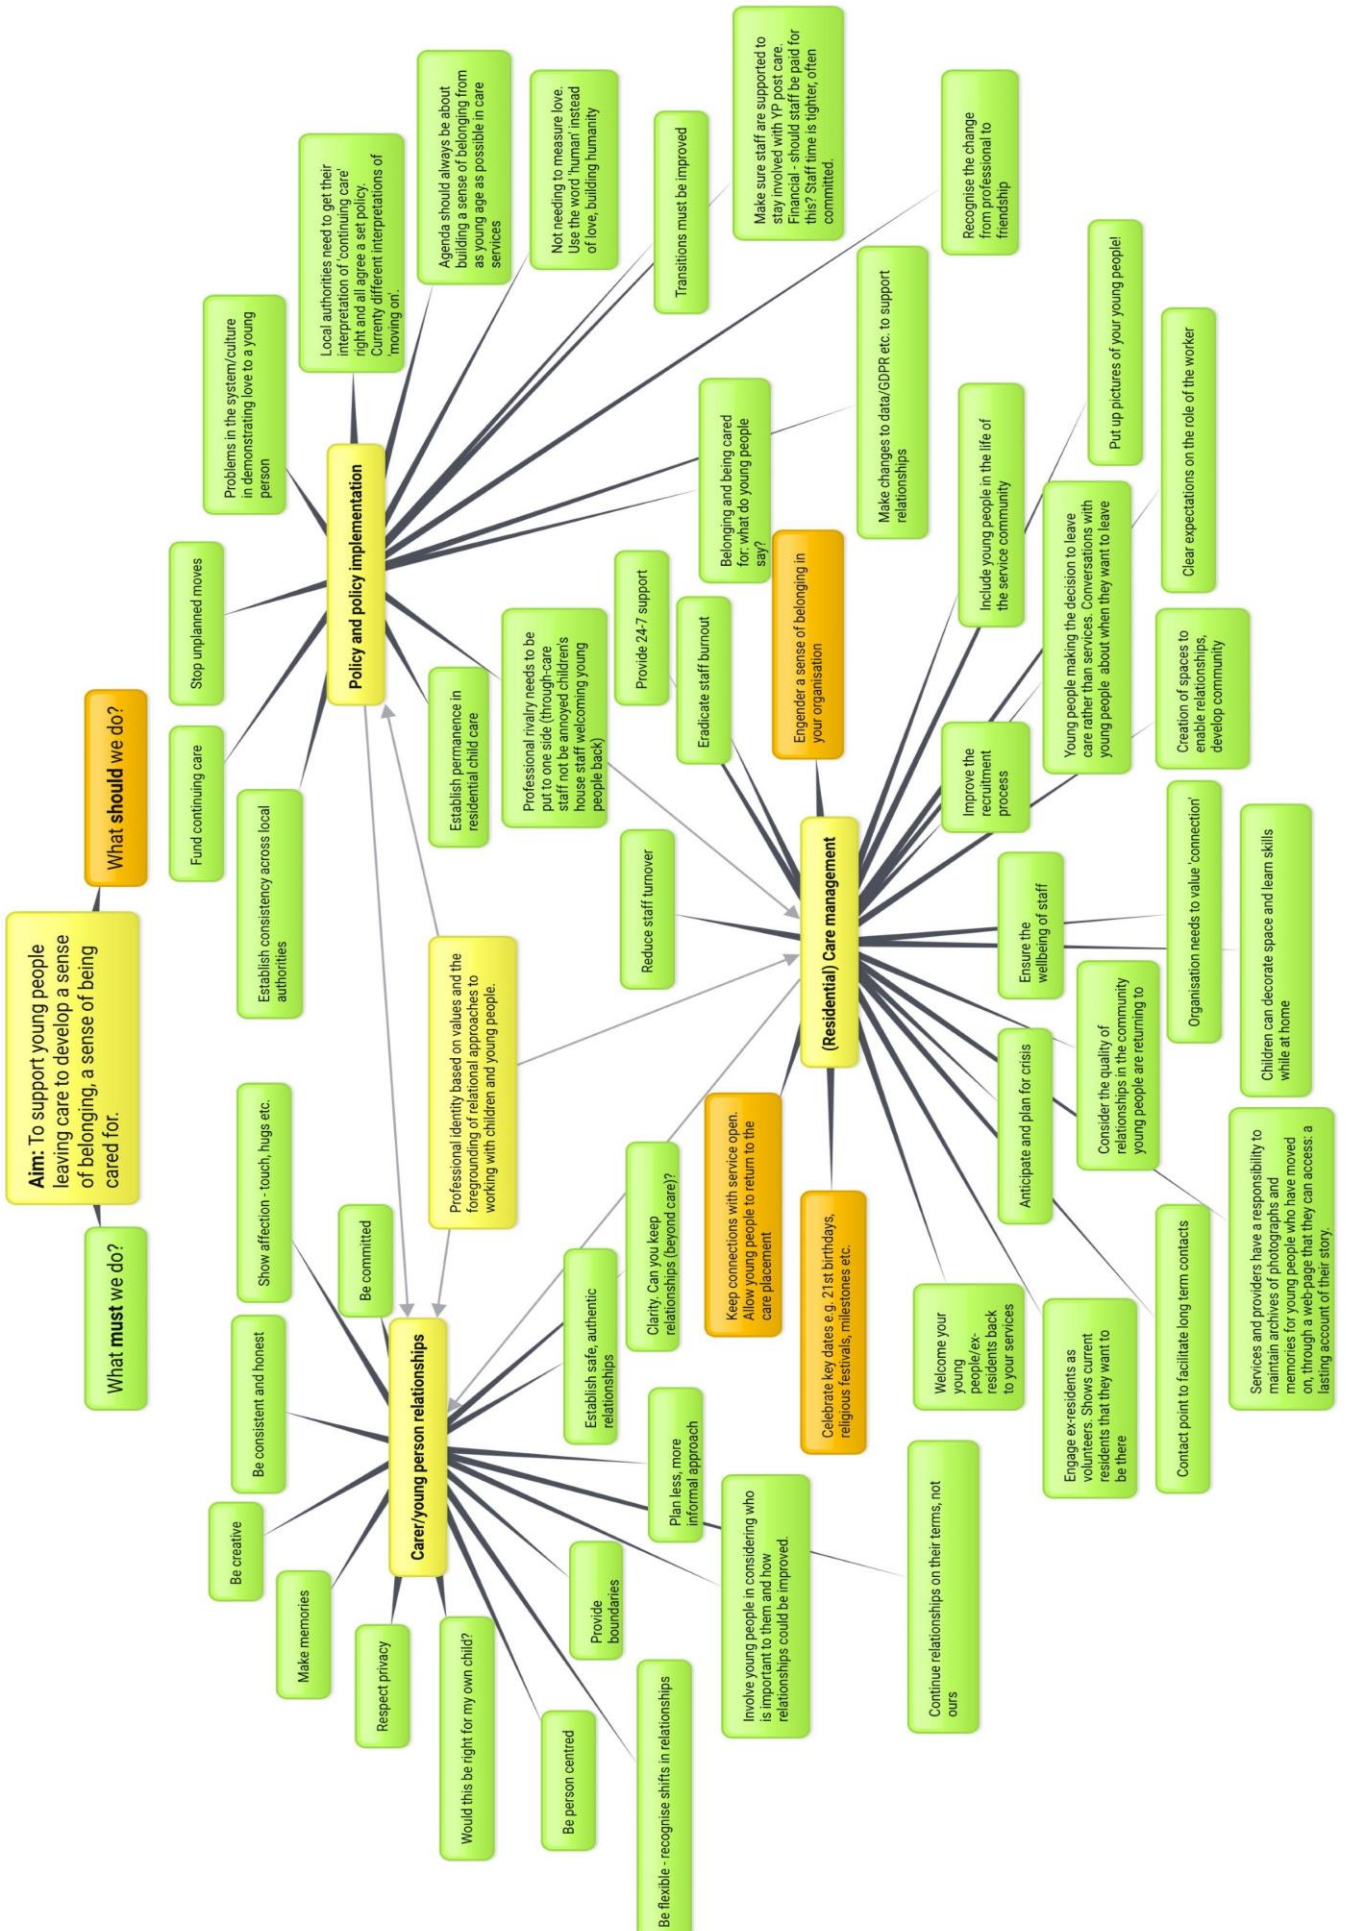 Aim: To support young people
leaving care to develop a sense
of belonging, a sense of being
cared for.
What must we do?
What should we do?
Carer/young person relationships
Be flexible - recognise shifts in relationships
Be person centred
Would this be right for my own child?
Respect privacy
Make memories
Be creative
Be consistent and honest
Show affection - touch, hugs etc.
Be committed
Provide
boundaries
Involve young people in considering who
is important to them and how
relationships could be improved.
Continue relationships on their terms, not
ours
Plan less, more
informal approach
Establish safe, authentic
relationships
Clarity. Can you keep
relationships (beyond care)?
Professional identity based on values and the
foregrounding of relational approaches to
working with children and young people.
Policy and policy implementation
Establish consistency across local
authorities
Fund continuing care
Stop unplanned moves
Problems in the system/culture
in demonstrating love to a young
person
Local authorities need to get their
interpretation of 'continuing care'
right and all agree a set policy.
Currenty different interpretations of
'moving on'.
Agenda should always be about
building a sense of belonging from
as young age as possible in care
services
Not needing to measure love.
Use the word 'human' instead
of love, building humanity
Transitions must be improved
Make sure staff are supported to
stay involved with YP post care.
Financial - should staff be paid for
this? Staff time is tighter, often
committed.
Recognise the change
from professional to
friendship
Make changes to data/GDPR etc. to support
relationships
Belonging and being cared
for: what do young people
say?
Establish permanence in
residential child care
Professional rivalry needs to be
put to one side (through-care
staff not be annoyed children's
house staff welcoming young
people back)
(Residential) Care management
Reduce staff turnover
Provide 24-7 support
Eradicate staff burnout
Engender a sense of belonging in
your organisation
Keep connections with service open.
Allow young people to return to the
care placement
Celebrate key dates e.g. 21st birthdays,
religious festivals, milestones etc.
Welcome your
young
people/ex-
residents back
to your services
Engage ex-residents as
volunteers. Shows current
residents that they want to
be there
Contact point to facilitate long term contacts
Anticipate and plan for crisis
Services and providers have a responsibility to
maintain archives of photographs and
memories for young people who have moved
on, through a web-page that they can access: a
lasting account of their story.
Consider the quality of
relationships in the community
young people are returning to
Ensure the
wellbeing of staff
Children can decorate space and learn skills
while at home
Organisation needs to value 'connection'
Improve the
recruitment
process
Creation of spaces to
enable relationships,
develop community
Young people making the decision to leave
care rather than services. Conversations with
young people about when they want to leave
Clear expectations on the role of the worker
Include young people in the life of
the service community
Put up pictures of your young people!